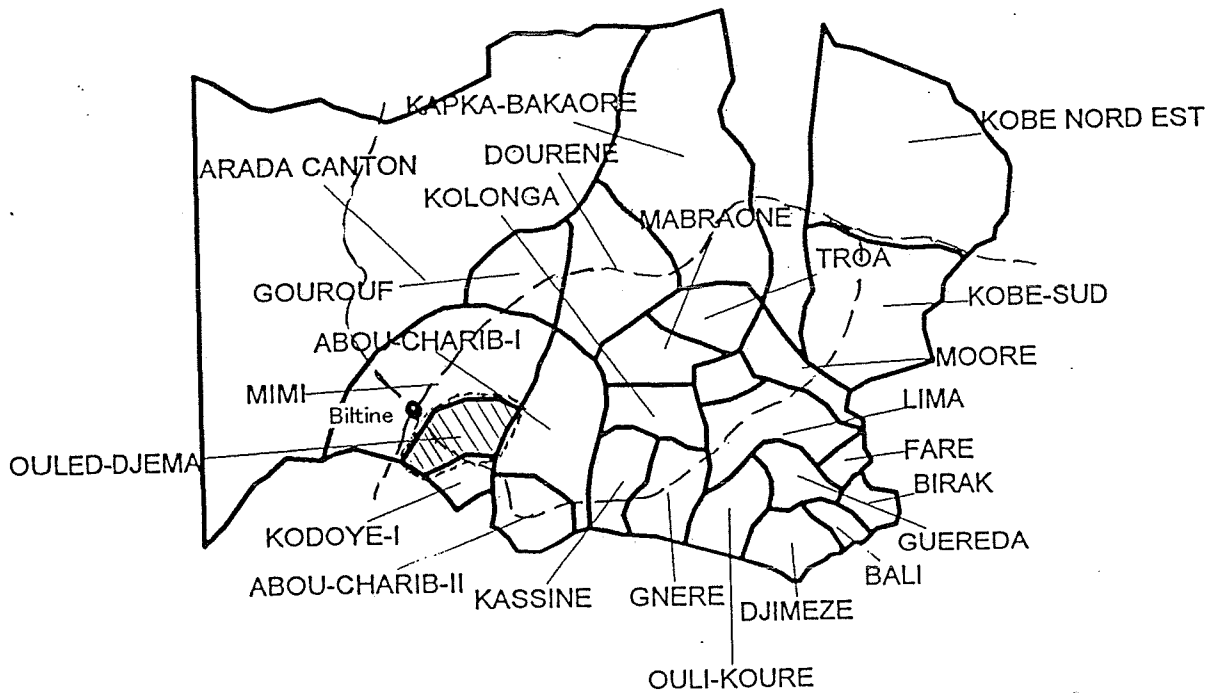 KAPKA-BAKAORE
KOBE NORD EST
DOURENE
ARADA CANTON
KOLONGA
MABRAONE
TROA
GOUROUF
KOBE-SUD
ABOU-CHARIB-I
MOORE
MIMI
LIMA
Biltine
FARE
OULED-DJEMA
BIRAK
KODOYE-I
GUEREDA
BALI
ABOU-CHARIB-II
KASSINE
GNERE
DJIMEZE
OULI-KOURE